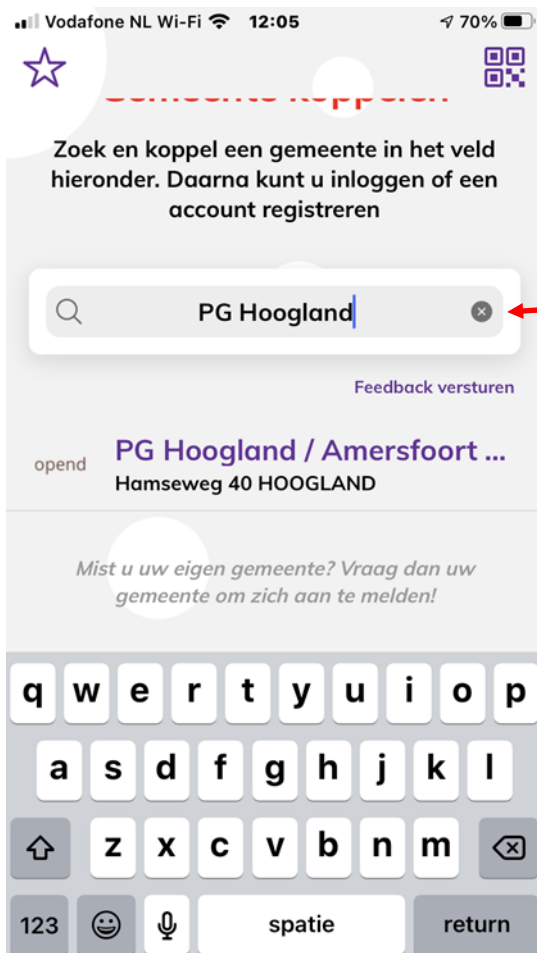 Vodafone NL Wi-Fi 12:05 70%
Gemeente koppelen
Zoek en koppel een gemeente in het veld
hieronder. Daarna kunt u inloggen of een
account registreren
PG Hoogland
Feedback versturen
opend
PG Hoogland / Amersfoort ...
Hamseweg 40 HOOGLAND
Mist u uw eigen gemeente? Vraag dan uw
gemeente om zich aan te melden!
q w e r t y u i o p
a s d f g h j k l
z x c v b n m
123 spatie return